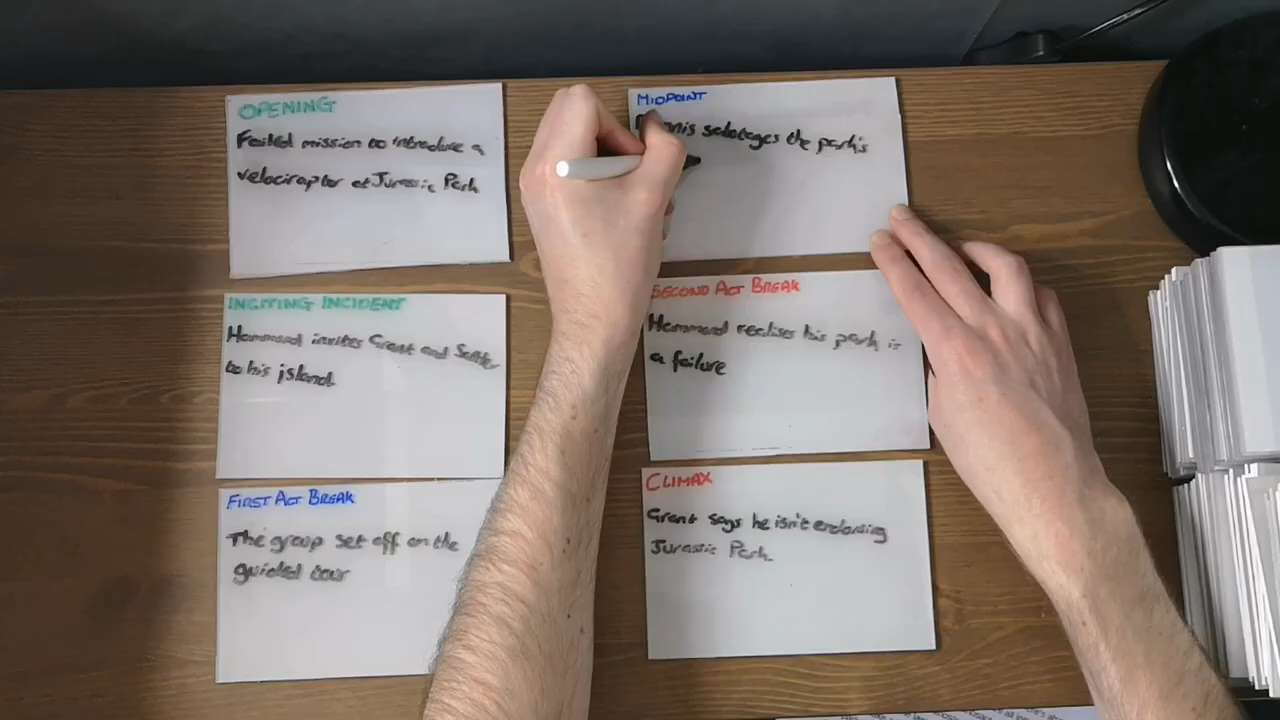 OPENING
Failed mission to introduce a
velociraptor at Jurassic Park
INCITING INCIDENT
Hammond invites Grant and Sattler
to his island.
FIRST ACT BREAK
The group set off on the
guided tour
MIDPOINT
sabotages the park's
SECOND ACT BREAK
Hammond realises his park is
a failure
CLIMAX
Grant says he isn't endorsing
Jurassic Park.